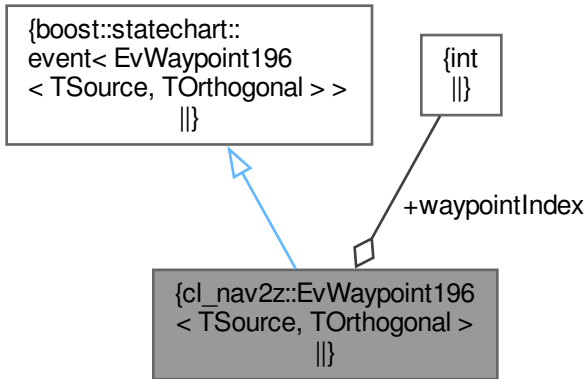 {boost::statechart::
event< EvWaypoint196
< TSource, TOrthogonal > >
||}
{int
||}
+waypointIndex
{cl_nav2z::EvWaypoint196
< TSource, TOrthogonal >
||}